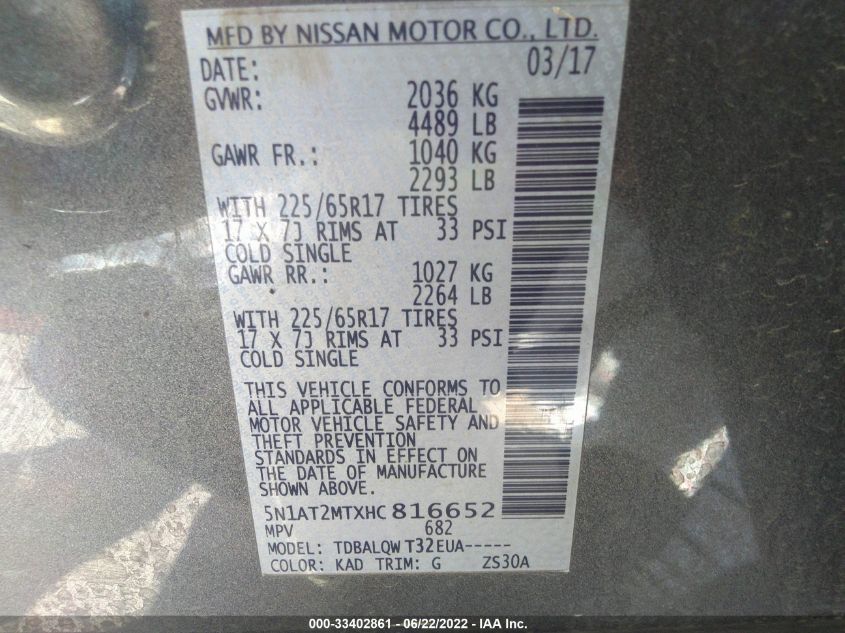 MFD BY NISSAN MOTOR CO., LTD.
DATE: 03/17
GVWR: 2036 KG
4489 LB
GAWR FR.: 1040 KG
2293 LB
WITH 225/65R17 TIRES
17 X 7J RIMS AT 33 PSI
COLD SINGLE
GAWR RR.: 1027 KG
2264 LB
WITH 225/65R17 TIRES
17 X 7J RIMS AT 33 PSI
COLD SINGLE
THIS VEHICLE CONFORMS TO
ALL APPLICABLE FEDERAL
MOTOR VEHICLE SAFETY AND
THEFT PREVENTION
STANDARDS IN EFFECT ON
THE DATE OF MANUFACTURE
SHOWN ABOVE.
5N1AT2MTXHC816652
MPV 682
MODEL: TDBALQW T32EUA-----
COLOR: KAD TRIM: G ZS30A
000-33402861 - 06/22/2022 - IAA Inc.